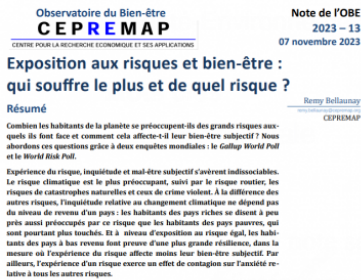 Observatoire du Bien-être
CEPREMAP
CENTRE POUR LA RECHERCHE ECONOMIQUE ET SES APPLICATIONS
Note de l'OBE
2023 – 13
07 novembre 2023
Exposition aux risques et bien-être :
qui souffre le plus et de quel risque ?
Résumé
Remy Bellaunay
CEPREMAP
Combien les habitants de la planète se préoccupent-ils des grands risques aux-
quels ils font face et comment cela affecte-t-il leur bien-être subjectif ? Nous
abordons ces questions grâce à deux enquêtes mondiales : le Gallup World Poll
et le World Risk Poll.
Expérience du risque, inquiétude et mal-être subjectif s'avèrent indissociables.
Le risque climatique est le plus préoccupant, suivi par le risque routier, les
risques de catastrophes naturelles et ceux de crime violent. À la différence des
autres risques, l'inquiétude relative au changement climatique ne dépend pas
du niveau de revenu d'un pays : les habitants des pays riches se disent à peu
près aussi préoccupés par ce risque que les habitants des pays pauvres, qui
sont pourtant plus touchés. Et à niveau d'exposition au risque égal, les habi-
tants des pays à bas revenu font preuve d'une plus grande résilience, dans la
mesure où l'expérience du risque affecte moins leur bien-être subjectif. Par
ailleurs, l'expérience d'un risque exerce un effet de contagion sur l'anxiété re-
lative à tous les autres risques.